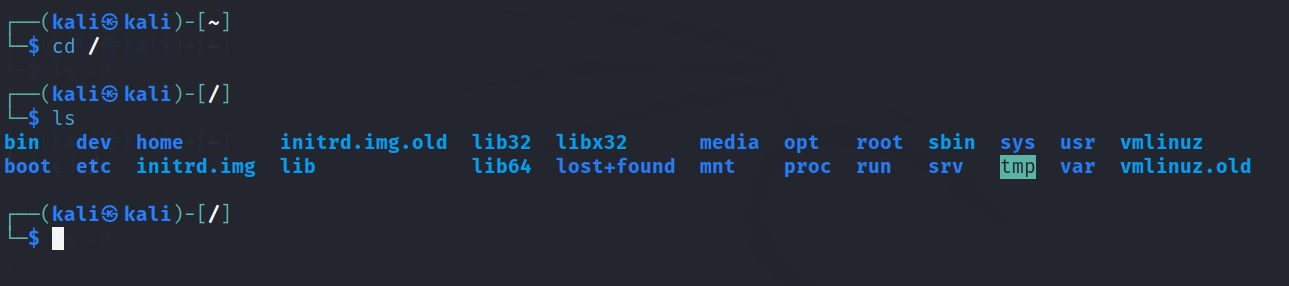 ┌──(kali㉿kali)-[~]
└─$ cd /
┌──(kali㉿kali)-[/]
└─$ ls
bin dev home initrd.img.old lib32 libx32 media opt root sbin sys usr vmlinuz
boot etc initrd.img lib lib64 lost+found mnt proc run srv tmp var vmlinuz.old
┌──(kali㉿kali)-[/]
└─$